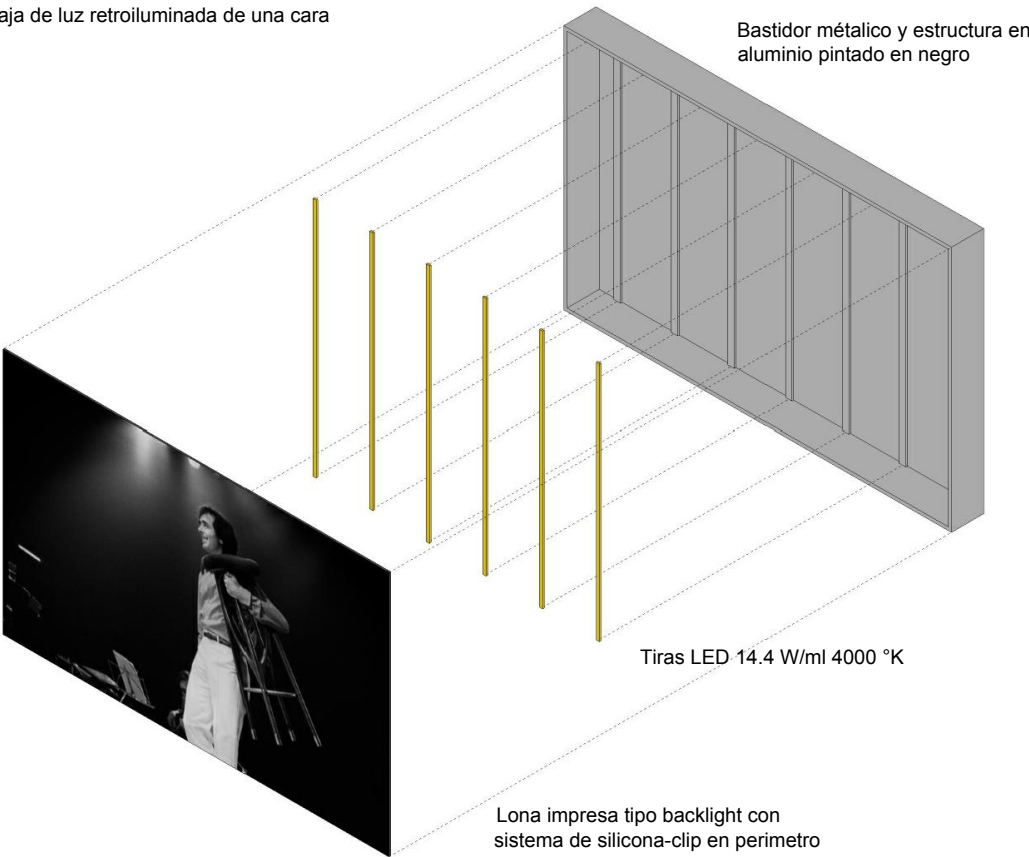 aja de luz retroiluminada de una cara
Bastidor métalico y estructura en
aluminio pintado en negro
Tiras LED 14.4 W/ml 4000 °K
Lona impresa tipo backlight con
sistema de silicona-clip en perimetro